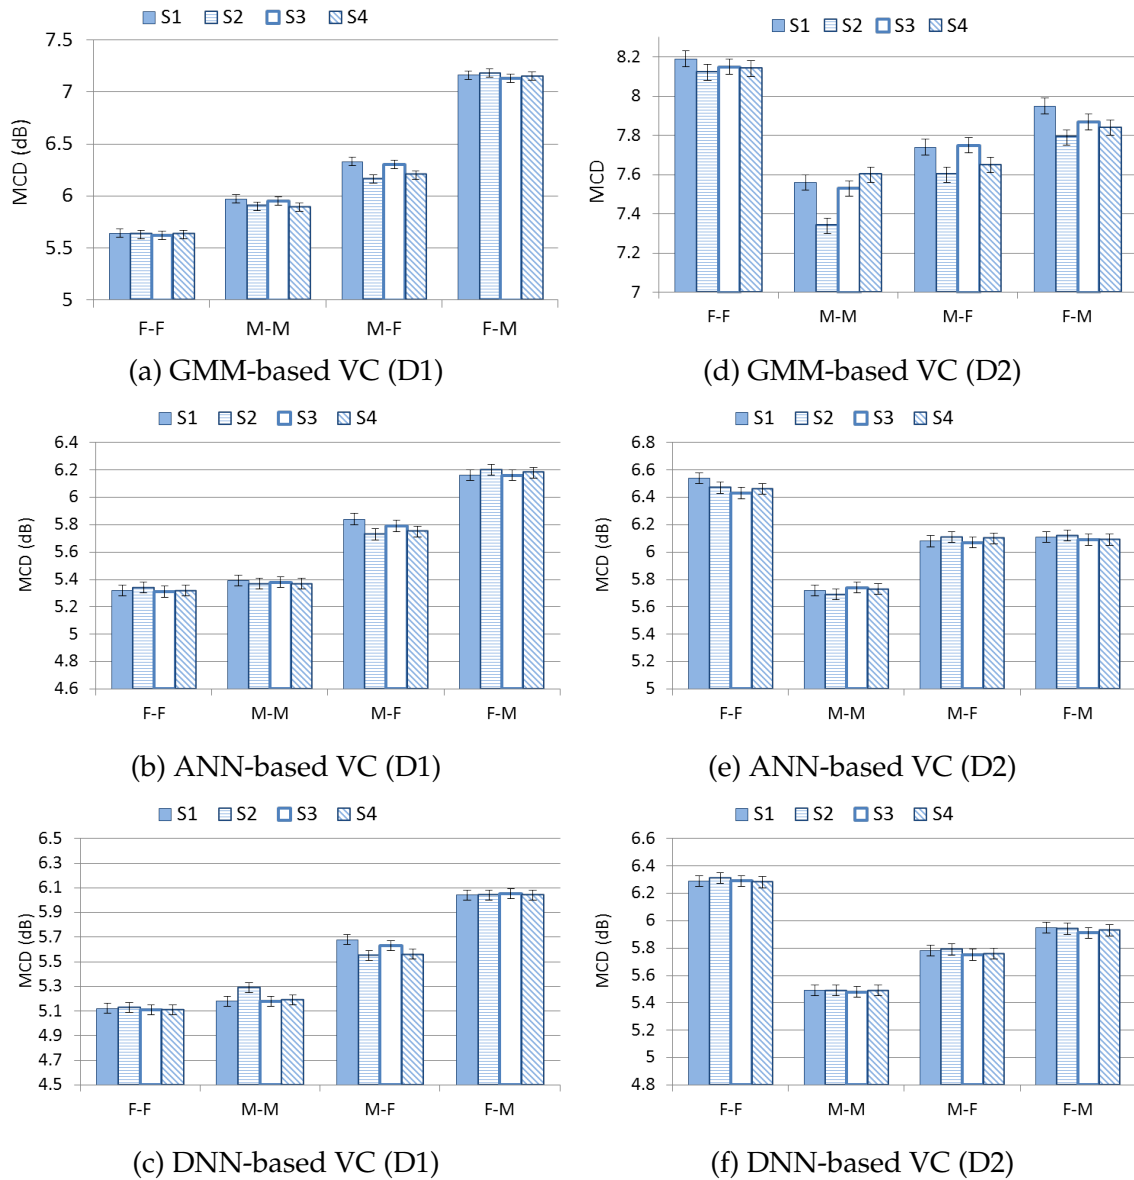 S1 S2 S3 S4
7.5
7
6.5
6
5.5
5
MCD (dB)
F-F M-M M-F F-M
(a) GMM-based VC (D1)
S1 S2 S3 S4
8.2
8
7.8
7.6
7.4
7.2
7
MCD
F-F M-M M-F F-M
(d) GMM-based VC (D2)
S1 S2 S3 S4
6.4
6.2
6
5.8
5.6
5.4
5.2
5
4.8
4.6
MCD (dB)
F-F M-M M-F F-M
(b) ANN-based VC (D1)
S1 S2 S3 S4
6.8
6.6
6.4
6.2
6
5.8
5.6
5.4
5.2
5
MCD (dB)
F-F M-M M-F F-M
(e) ANN-based VC (D2)
S1 S2 S3 S4
6.5
6.3
6.1
5.9
5.7
5.5
5.3
5.1
4.9
4.7
4.5
MCD (dB)
F-F M-M M-F F-M
(c) DNN-based VC (D1)
S1 S2 S3 S4
6.6
6.4
6.2
6
5.8
5.6
5.4
5.2
5
4.8
MCD (dB)
F-F M-M M-F F-M
(f) DNN-based VC (D2)